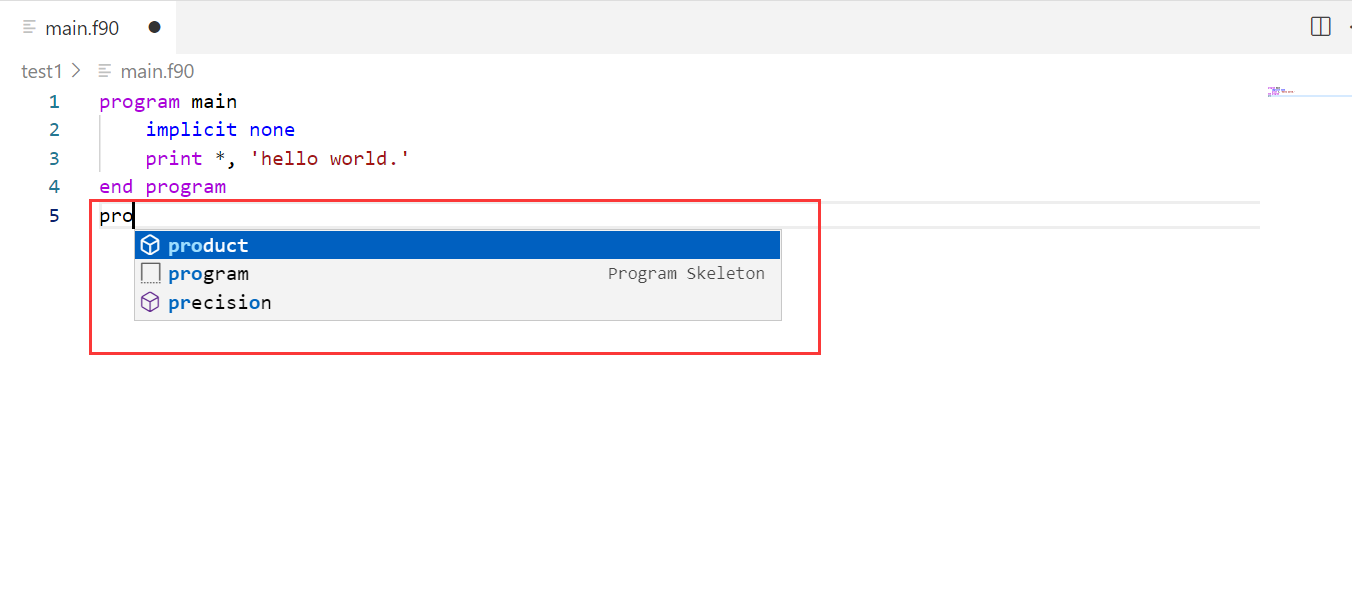 main.f90
test1 > main.f90
1 program main
2     implicit none
3     print *, 'hello world.'
4 end program
5 pro
product
program Program Skeleton
precision